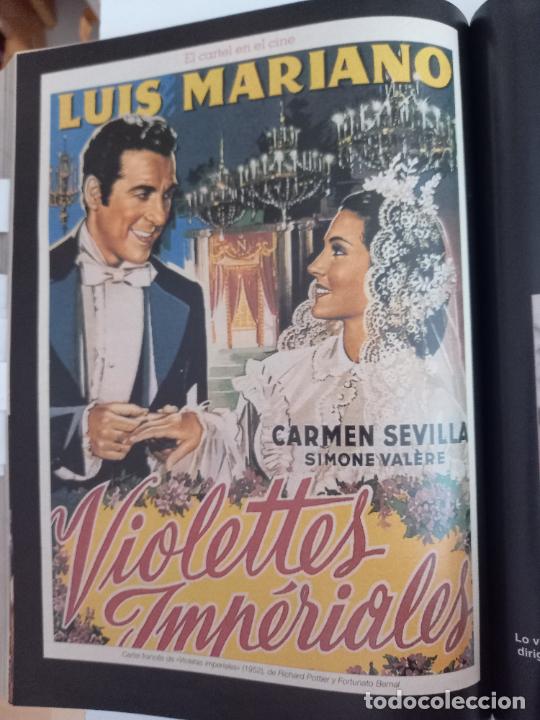 El cartel en el cine
LUIS MARIANO
N
CARMEN SEVILLA
SIMONE VALÈRE
Violettes
Impériales
Cartel francés de «Violetas imperiales» (1952), de Richard Pottier y Fortunato Bernal
Lo v
dirig
todocoleccion